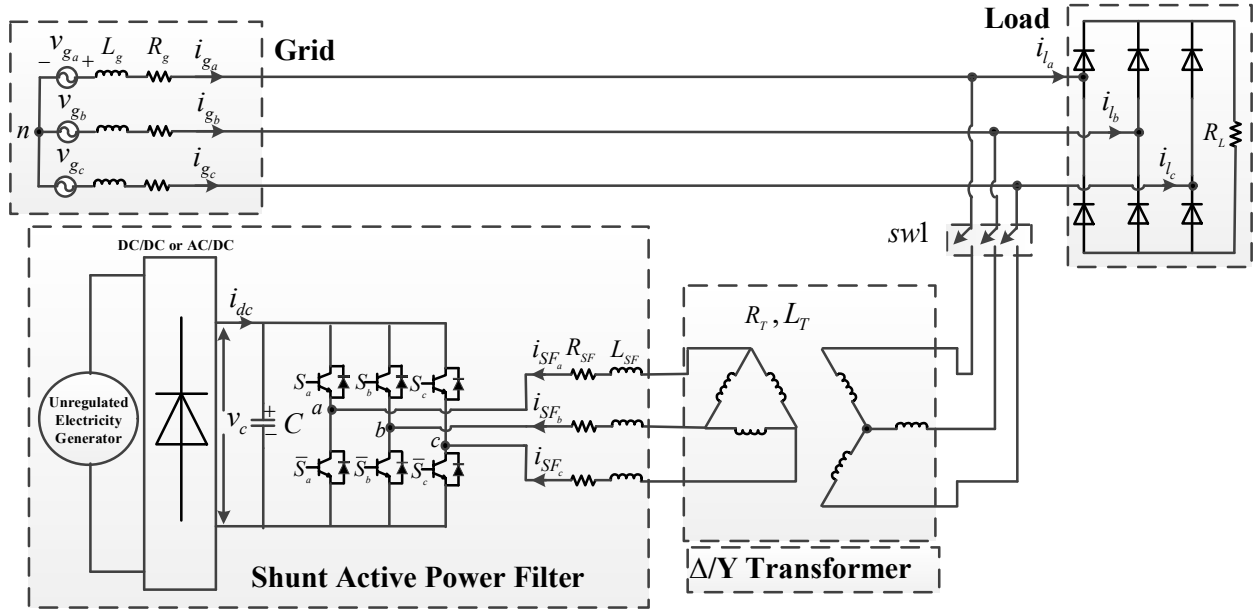 Grid
Load
− v_{g_a} + L_g R_g i_{g_a}
i_{l_a}
v_{g_b} i_{g_b}
i_{l_b}
n
R_L
v_{g_c} i_{g_c}
i_{l_c}
sw1
DC/DC or AC/DC
i_{dc}
R_T , L_T
i_{SF_a} R_{SF} L_{SF}
S_a S_b S_c
a
Unregulated
Electricity
Generator
v_c + − C
i_{SF_b}
b
c
S̅_a S̅_b S̅_c
i_{SF_c}
Shunt Active Power Filter
Δ/Y Transformer